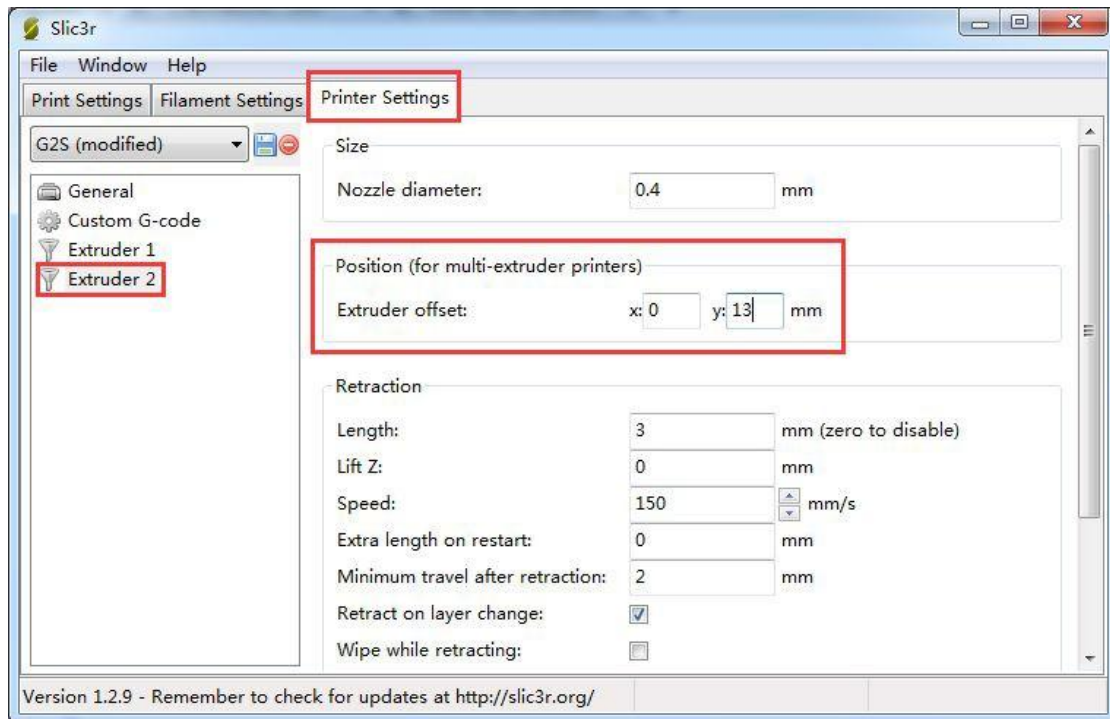 Slic3r
File Window Help
Print Settings Filament Settings Printer Settings
G2S (modified)
General
Custom G-code
Extruder 1
Extruder 2
Size
Nozzle diameter: 0.4 mm
Position (for multi-extruder printers)
Extruder offset: x: 0 y: 13 mm
Retraction
Length: 3 mm (zero to disable)
Lift Z: 0 mm
Speed: 150 mm/s
Extra length on restart: 0 mm
Minimum travel after retraction: 2 mm
Retract on layer change:
Wipe while retracting:
Version 1.2.9 - Remember to check for updates at http://slic3r.org/